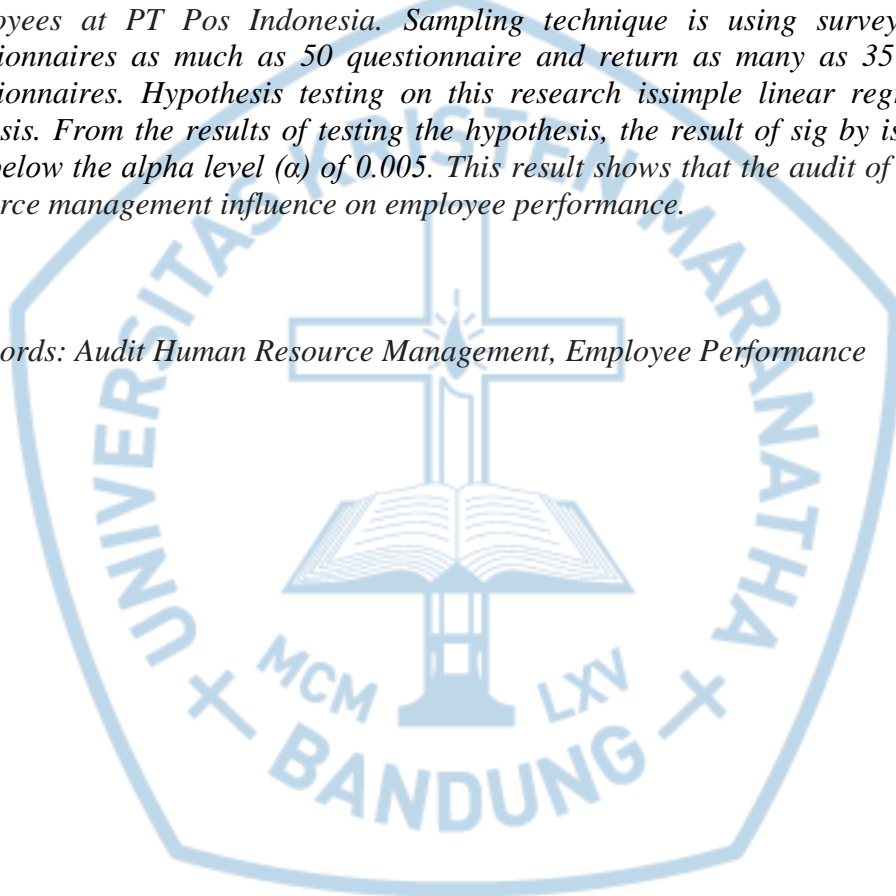 oyees at PT Pos Indonesia. Sampling technique is using survey
ionnaires as much as 50 questionnaire and return as many as 35
ionnaires. Hypothesis testing on this research issimple linear reg
sis. From the results of testing the hypothesis, the result of sig by is
below the alpha level (α) of 0.005. This result shows that the audit of
rce management influence on employee performance.
ords: Audit Human Resource Management, Employee Performance
UNIVERSITAS KRISTEN MARANATHA
MCM LXV
BANDUNG